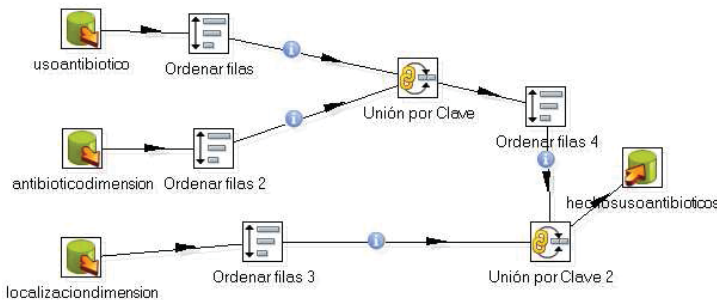 usoantibiotico
Ordenar filas
Unión por Clave
Ordenar filas 4
antibioticodimension
Ordenar filas 2
hechosusoantibioticos
localizaciondimension
Ordenar filas 3
Unión por Clave 2